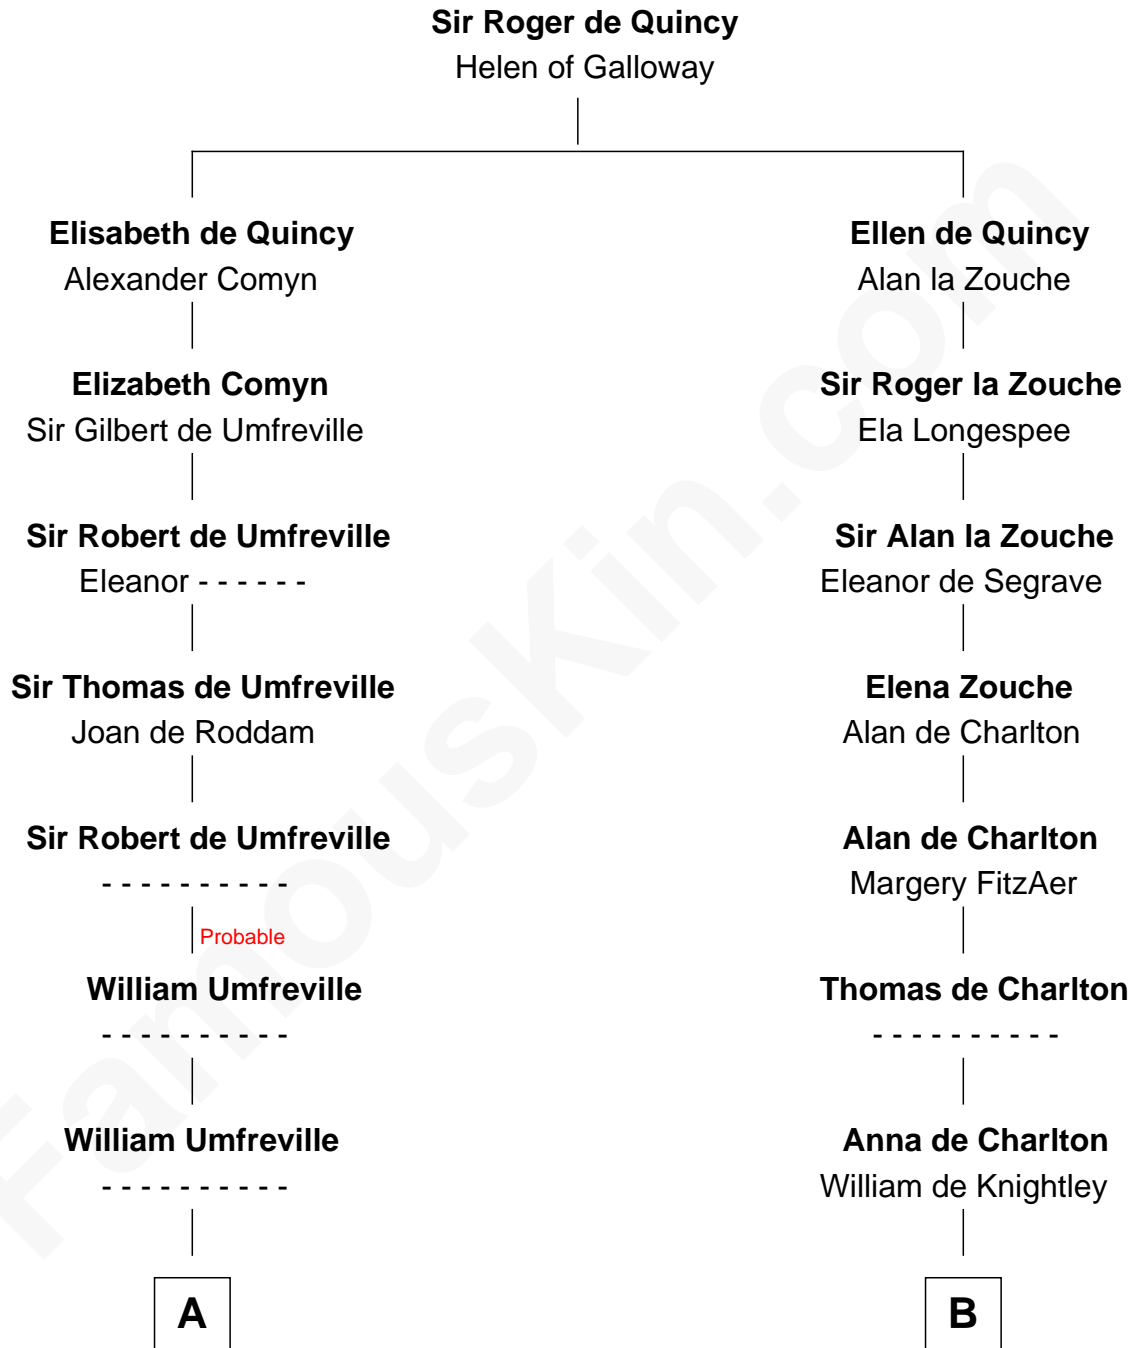 Sir Roger de Quincy
Helen of Galloway
Elisabeth de Quincy
Alexander Comyn
Elizabeth Comyn
Sir Gilbert de Umfreville
Sir Robert de Umfreville
Eleanor - - - - - -
Sir Thomas de Umfreville
Joan de Roddam
Sir Robert de Umfreville
- - - - - - - - - -
Probable
William Umfreville
- - - - - - - - - -
William Umfreville
- - - - - - - - - -
A
Ellen de Quincy
Alan la Zouche
Sir Roger la Zouche
Ela Longespee
Sir Alan la Zouche
Eleanor de Segrave
Elena Zouche
Alan de Charlton
Alan de Charlton
Margery FitzAer
Thomas de Charlton
- - - - - - - - - -
Anna de Charlton
William de Knightley
B
FamousKin.com